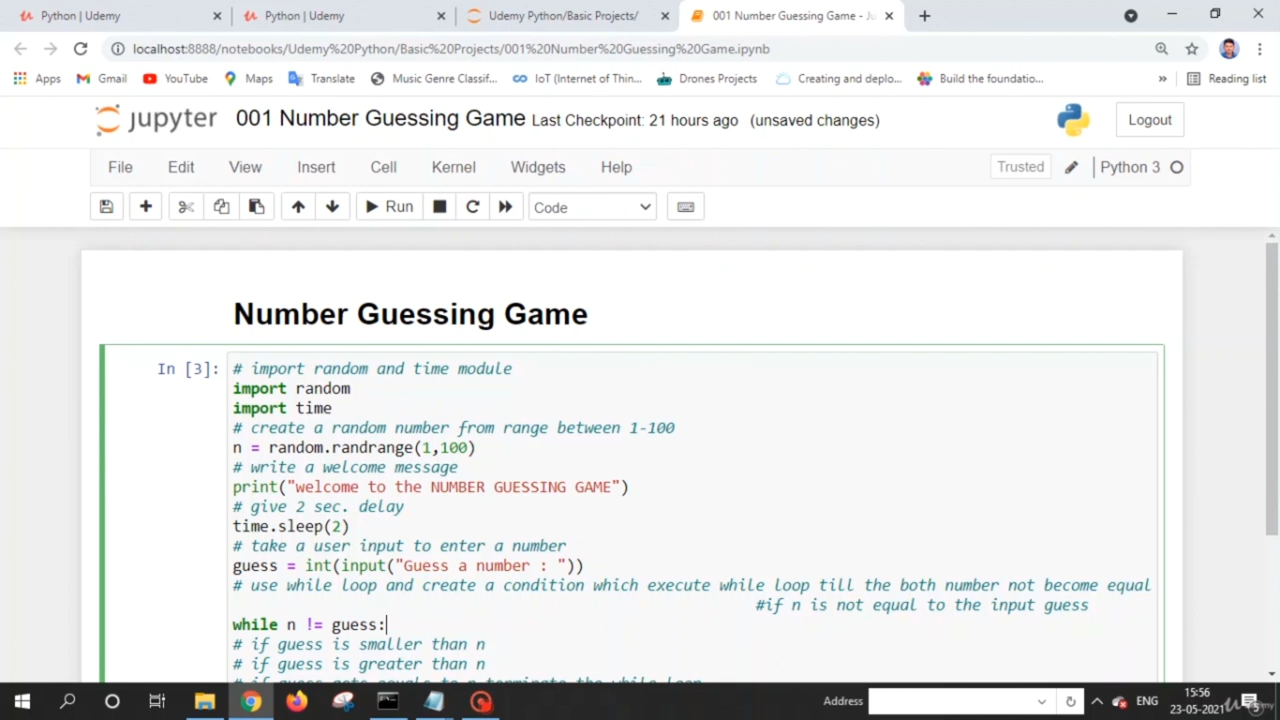 Python | Udemy
Python | Udemy
Udemy Python/Basic Projects/
001 Number Guessing Game - Ju
localhost:8888/notebooks/Udemy%20Python/Basic%20Projects/001%20Number%20Guessing%20Game.ipynb
Apps Gmail YouTube Maps Translate Music Genre Classif... IoT (Internet of Thin... Drones Projects Creating and deplo... Build the foundatio... » Reading list
jupyter 001 Number Guessing Game Last Checkpoint: 21 hours ago (unsaved changes) Logout
File Edit View Insert Cell Kernel Widgets Help Trusted Python 3
Run Code
Number Guessing Game
In [3]: # import random and time module
import random
import time
# create a random number from range between 1-100
n = random.randrange(1,100)
# write a welcome message
print("welcome to the NUMBER GUESSING GAME")
# give 2 sec. delay
time.sleep(2)
# take a user input to enter a number
guess = int(input("Guess a number : "))
# use while loop and create a condition which execute while loop till the both number not become equal
#if n is not equal to the input guess
while n != guess:
# if guess is smaller than n
# if guess is greater than n
# if guess gets equals to n terminate the while loop
Address ENG 15:56
23-05-2021